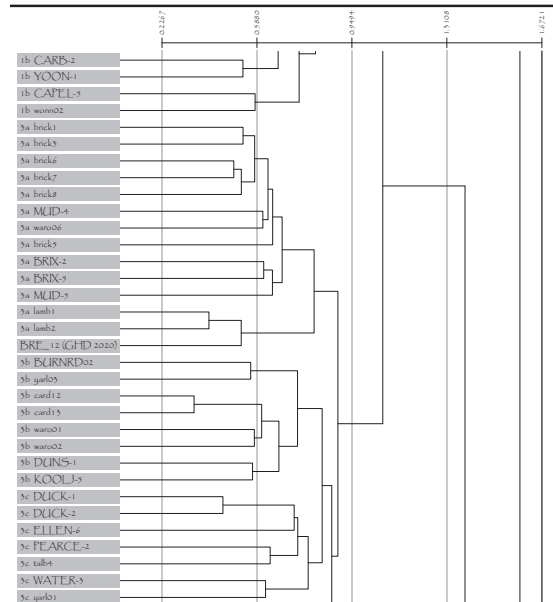 0.2267 0.5880 0.9494 1.3108 1.6721
1b CARB-2
1b YOON-1
1b CAPEL-5
1b wonn02
3a brick1
3a brick3
3a brick6
3a brick7
3a brick8
3a MUD-4
3a waro06
3a brick5
3a BRIX-2
3a BRIX-5
3a MUD-5
3a lamb1
3a lamb2
BRE_12 (GHD 2020)
3b BURNRD02
3b yarl03
3b card12
3b card13
3b waro01
3b waro02
3b DUNS-1
3b KOOLJ-5
3c DUCK-1
3c DUCK-2
3c ELLEN-6
3c PEARCE-2
3c talb4
3c WATER-3
3c yarl01